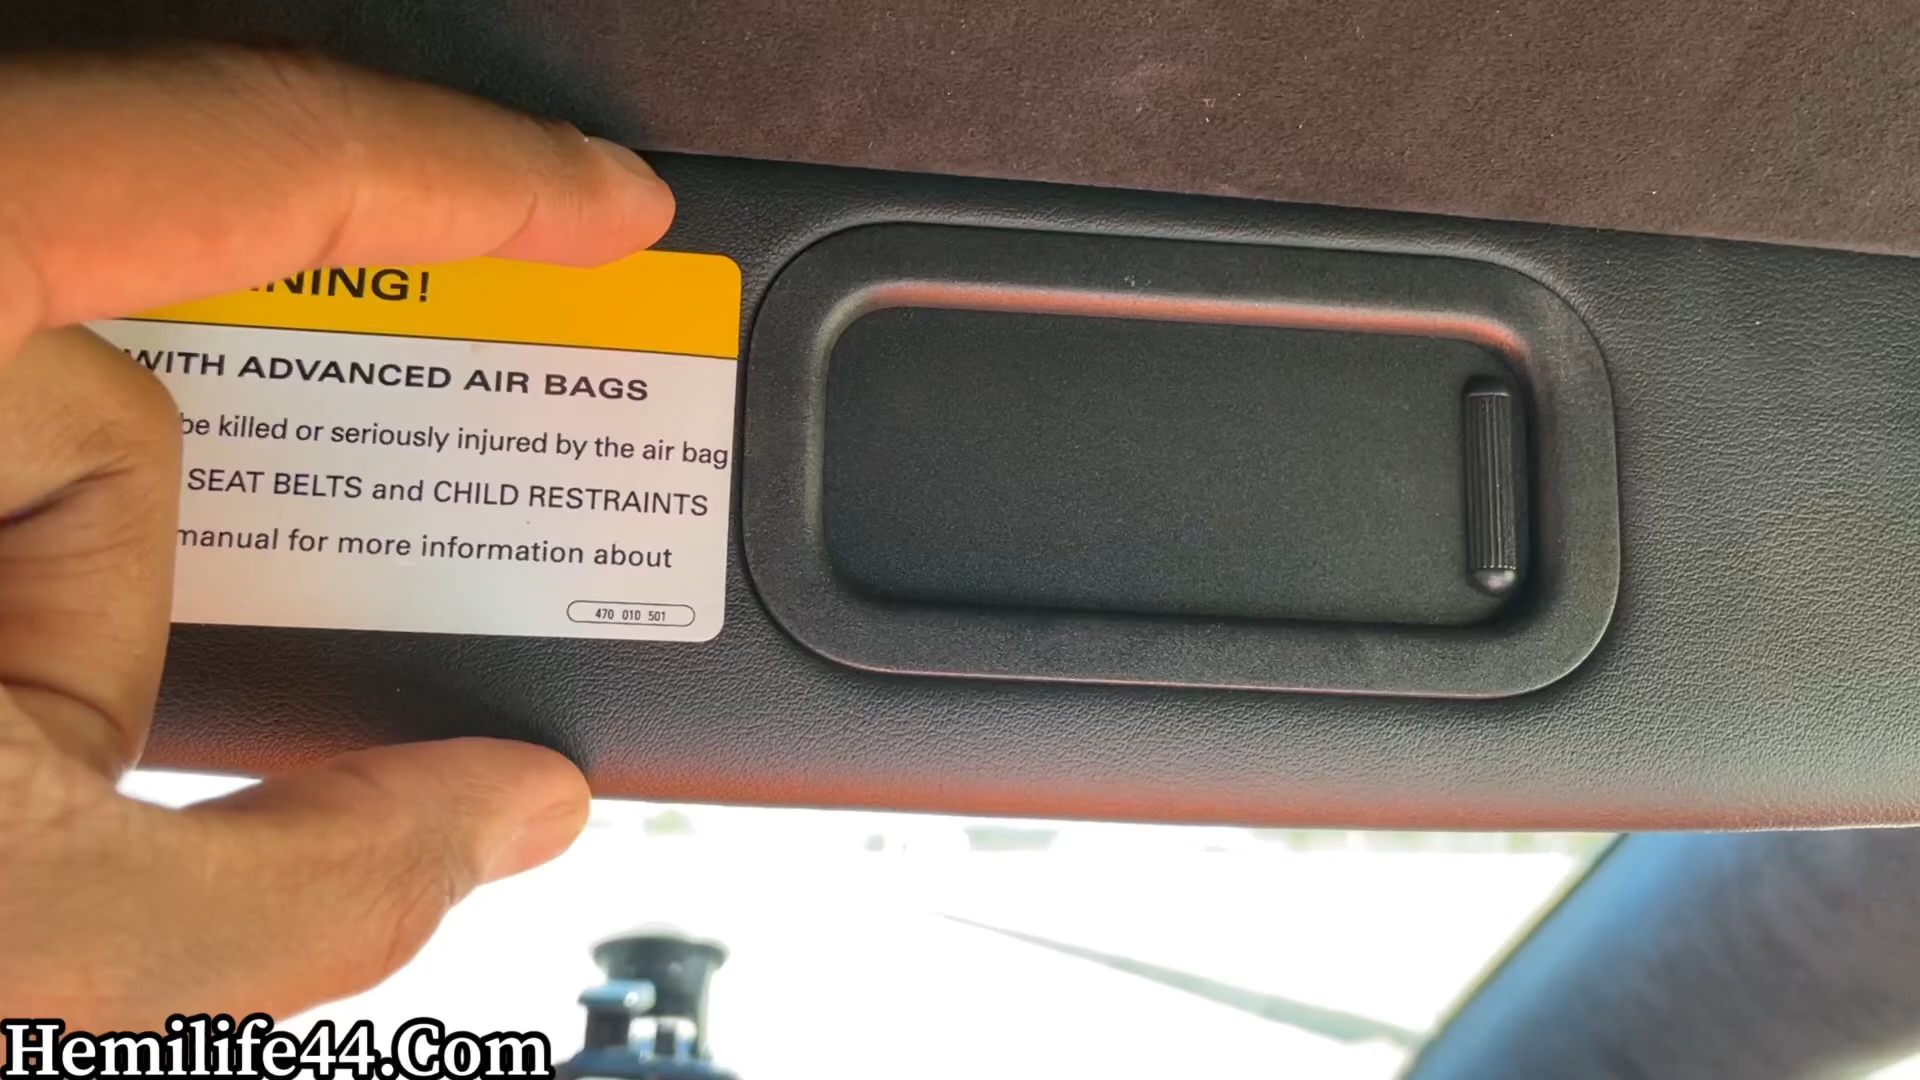 NING!
WITH ADVANCED AIR BAGS
be killed or seriously injured by the air bag
SEAT BELTS and CHILD RESTRAINTS
manual for more information about
470 010 501
Hemilife44.Com